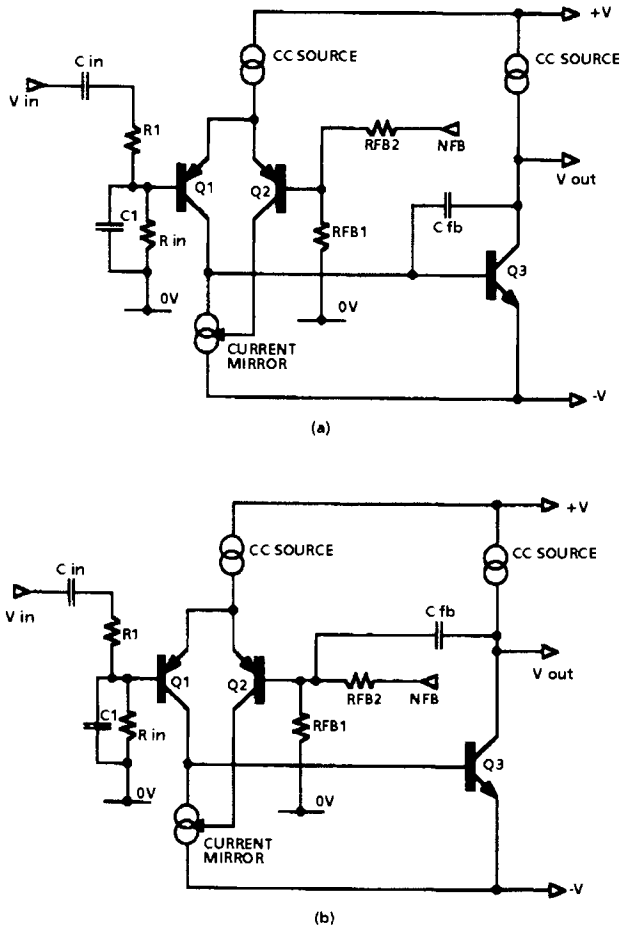 +V
CC SOURCE
CC SOURCE
C in
V in
R1
RFB2
NFB
V out
Q1
Q2
C fb
C1
R in
RFB1
Q3
0V
0V
CURRENT
MIRROR
-V
(a)
+V
CC SOURCE
CC SOURCE
C in
C fb
V in
R1
V out
Q1
Q2
RFB2
NFB
C1
R in
RFB1
Q3
0V
0V
CURRENT
MIRROR
-V
(b)